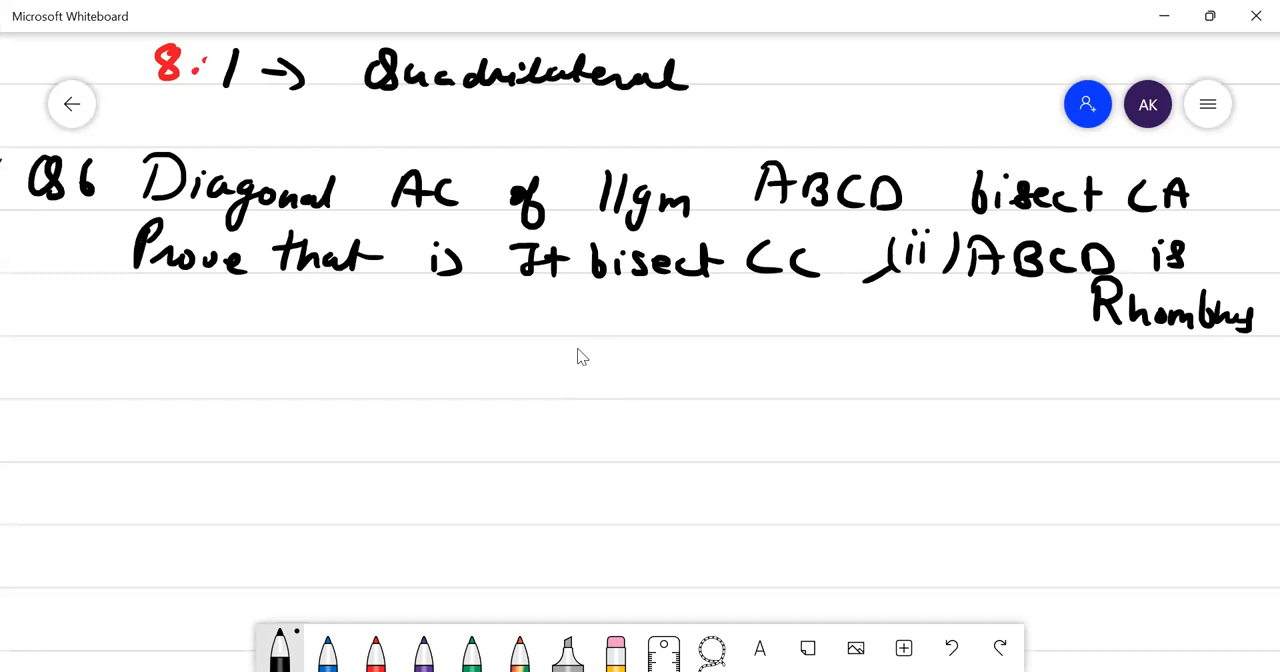 Microsoft Whiteboard
8.1 → Quadrilateral
AK
Q6 Diagonal AC of ||gm ABCD bisect ∠A
Prove that i) It bisect ∠C , (ii) ABCD is
Rhombus
A